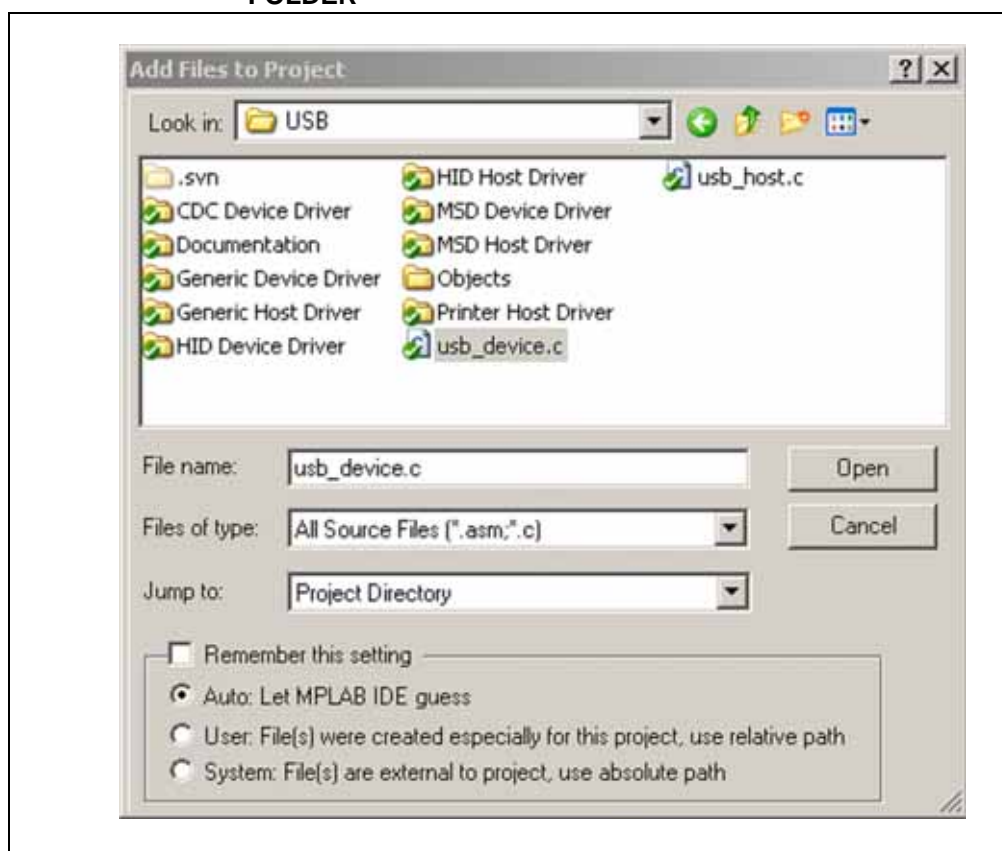 FOLDER
Add Files to Project
Look in: USB
.svn
CDC Device Driver
Documentation
Generic Device Driver
Generic Host Driver
HID Device Driver
HID Host Driver
MSD Device Driver
MSD Host Driver
Objects
Printer Host Driver
usb_device.c
usb_host.c
File name: usb_device.c Open
Files of type: All Source Files (*.asm;*.c) Cancel
Jump to: Project Directory
Remember this setting
Auto: Let MPLAB IDE guess
User: File(s) were created especially for this project, use relative path
System: File(s) are external to project, use absolute path